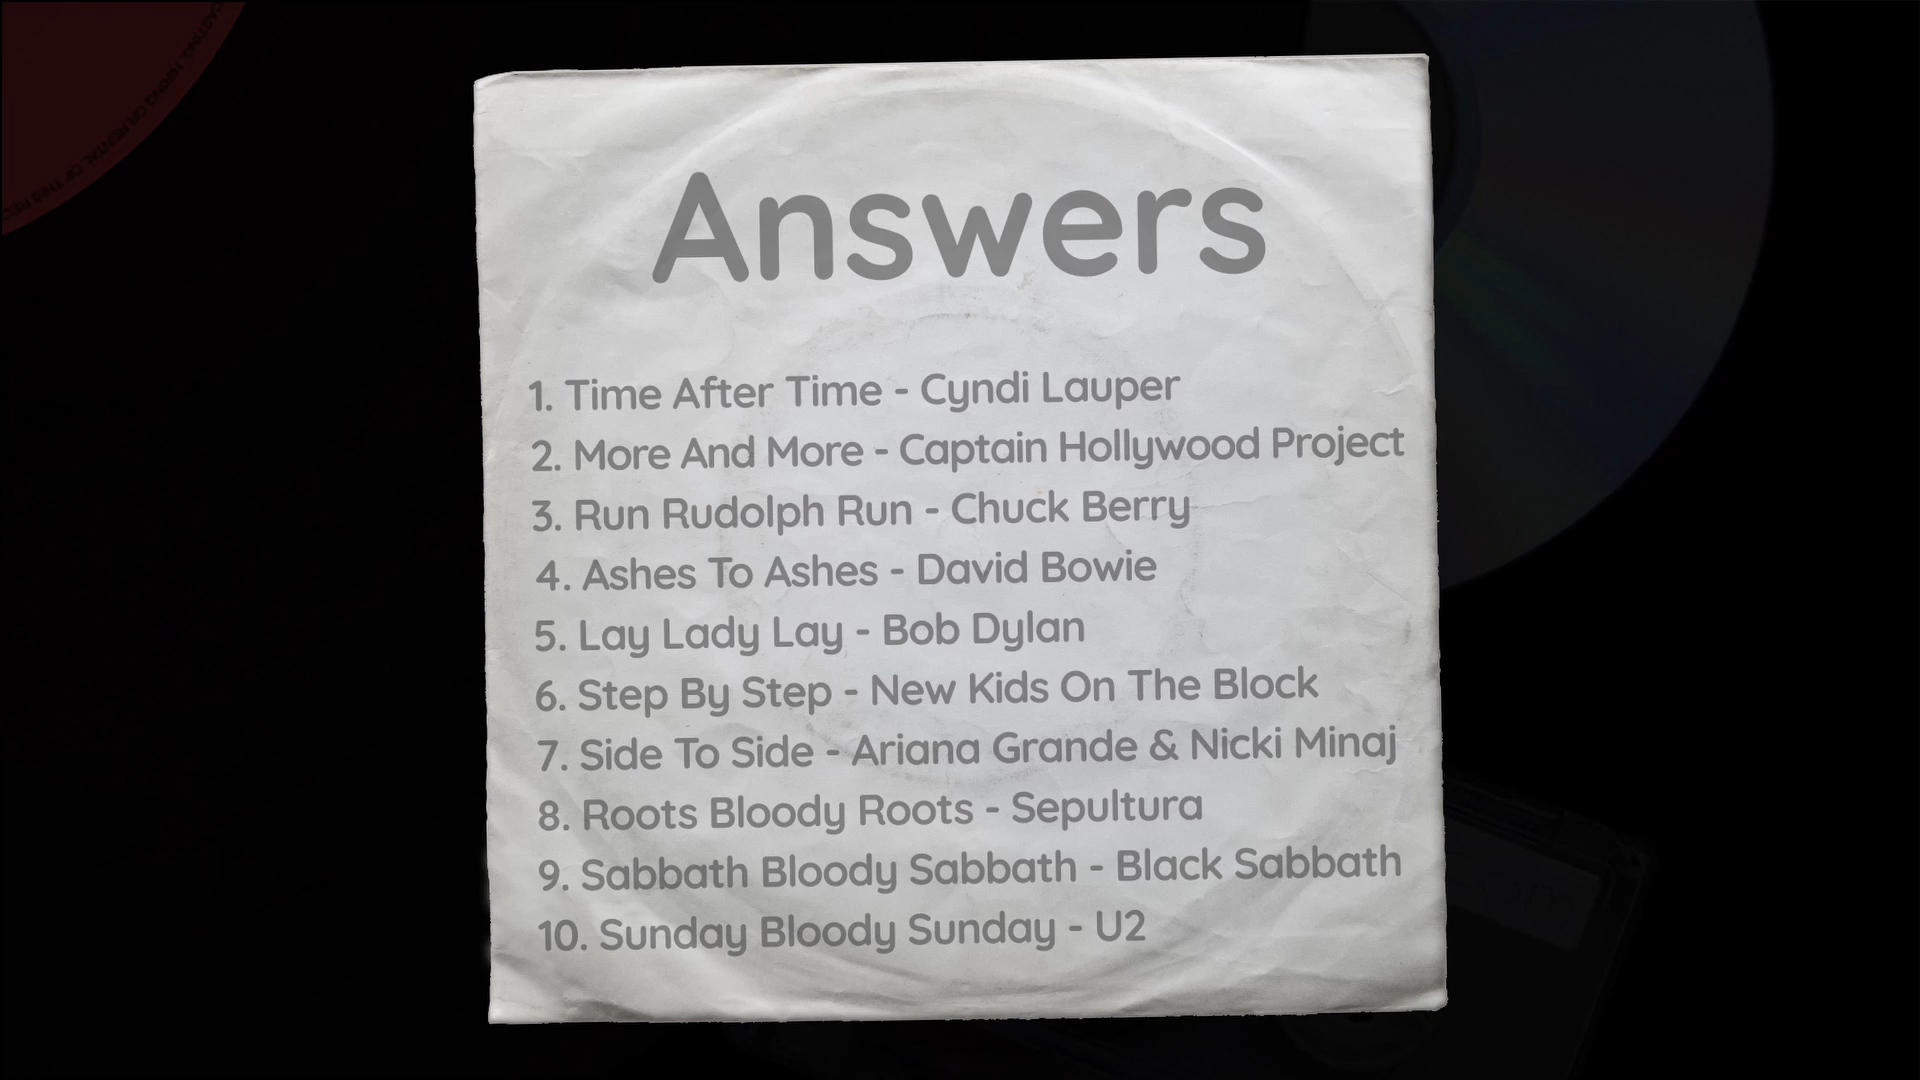 Answers
1. Time After Time - Cyndi Lauper
2. More And More - Captain Hollywood Project
3. Run Rudolph Run - Chuck Berry
4. Ashes To Ashes - David Bowie
5. Lay Lady Lay - Bob Dylan
6. Step By Step - New Kids On The Block
7. Side To Side - Ariana Grande & Nicki Minaj
8. Roots Bloody Roots - Sepultura
9. Sabbath Bloody Sabbath - Black Sabbath
10. Sunday Bloody Sunday - U2